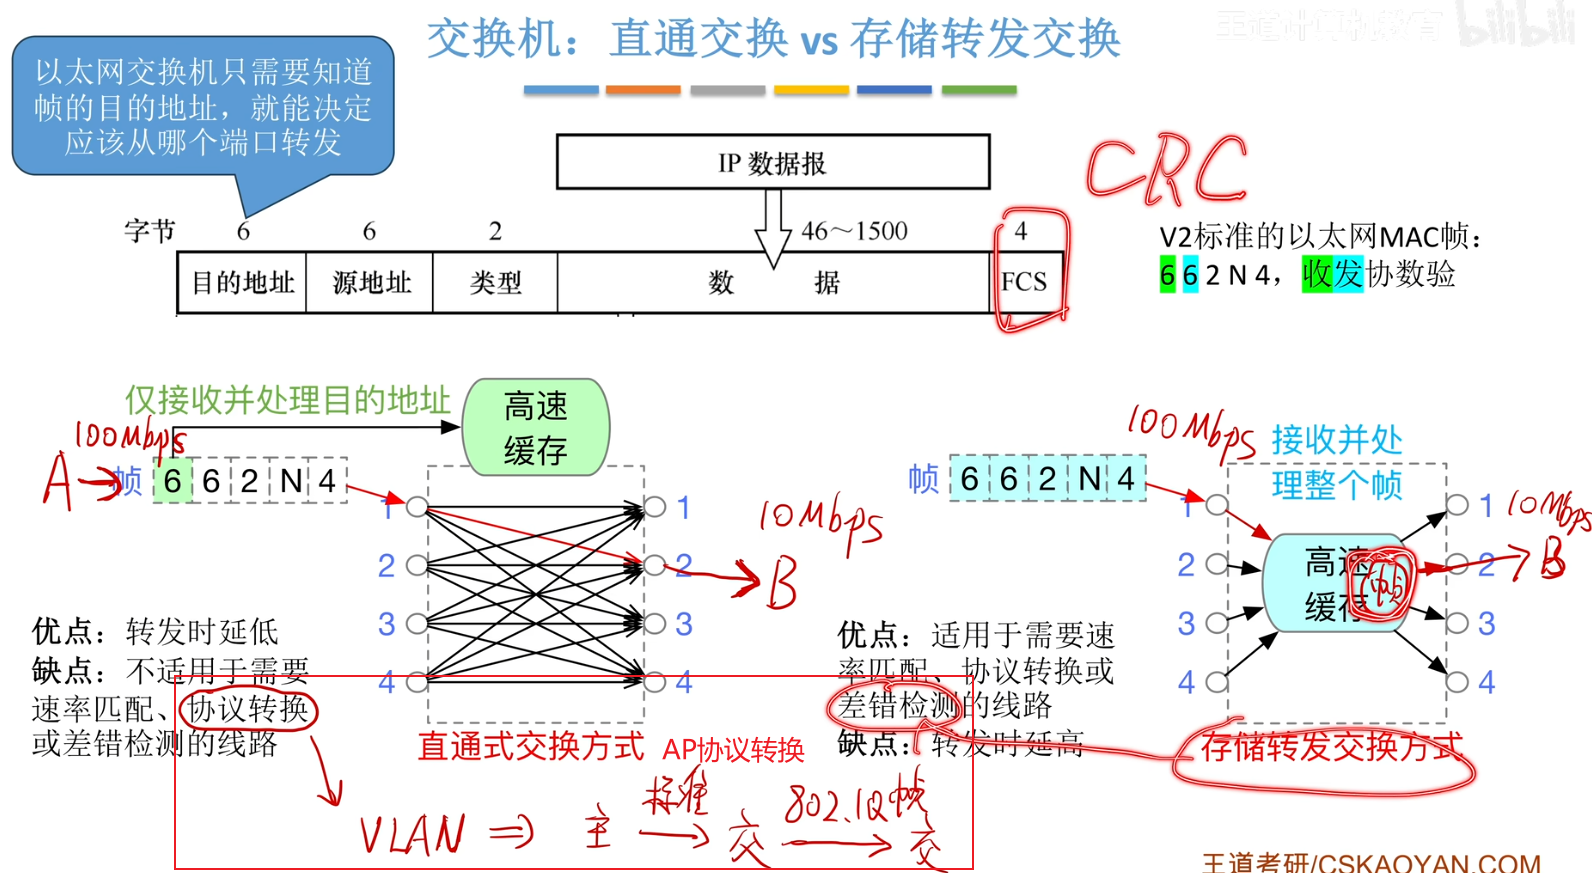 王道计算机教育 bilibili
交换机：直通交换 vs 存储转发交换
以太网交换机只需要知道
帧的目的地址，就能决定
应该从哪个端口转发
IP 数据报
CRC
字节 6 6 2 46～1500 4
目的地址 源地址 类型 数 据 FCS
V2标准的以太网MAC帧：
6 6 2 N 4，收发协数验
仅接收并处理目的地址
高速
缓存
100Mbps
A 帧 6 6 2 N 4
1 1
2 2
3 3
4 4
10Mbps
B
优点：转发时延低
缺点：不适用于需要
速率匹配、协议转换
或差错检测的线路
直通式交换方式
AP协议转换
VLAN ⇒ 主 标准 交 802.1Q帧 交
100Mbps
接收并处
理整个帧
帧 6 6 2 N 4
1 1
2 2
3 3
4 4
高速
缓存
帧
10Mbps
B
优点：适用于需要速
率匹配、协议转换或
差错检测的线路
缺点：转发时延高
存储转发交换方式
王道考研/CSKAOYAN.COM